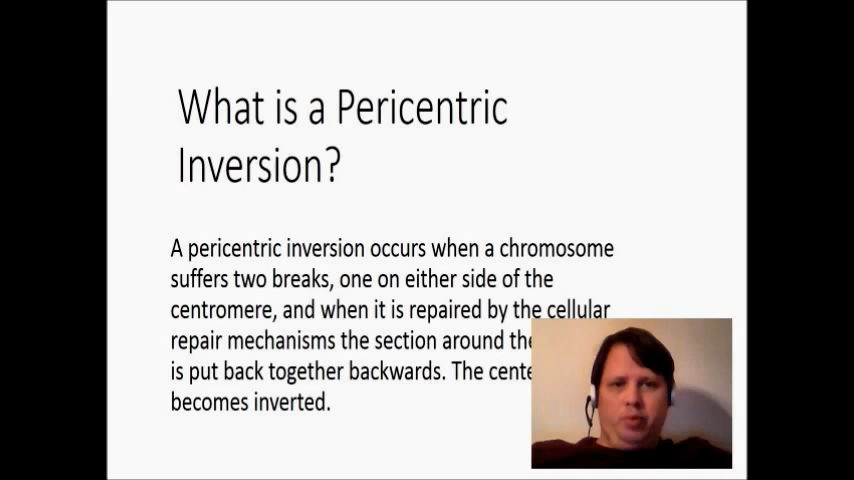 What is a Pericentric
Inversion?
A pericentric inversion occurs when a chromosome
suffers two breaks, one on either side of the
centromere, and when it is repaired by the cellular
repair mechanisms the section around the
is put back together backwards. The
becomes inverted.